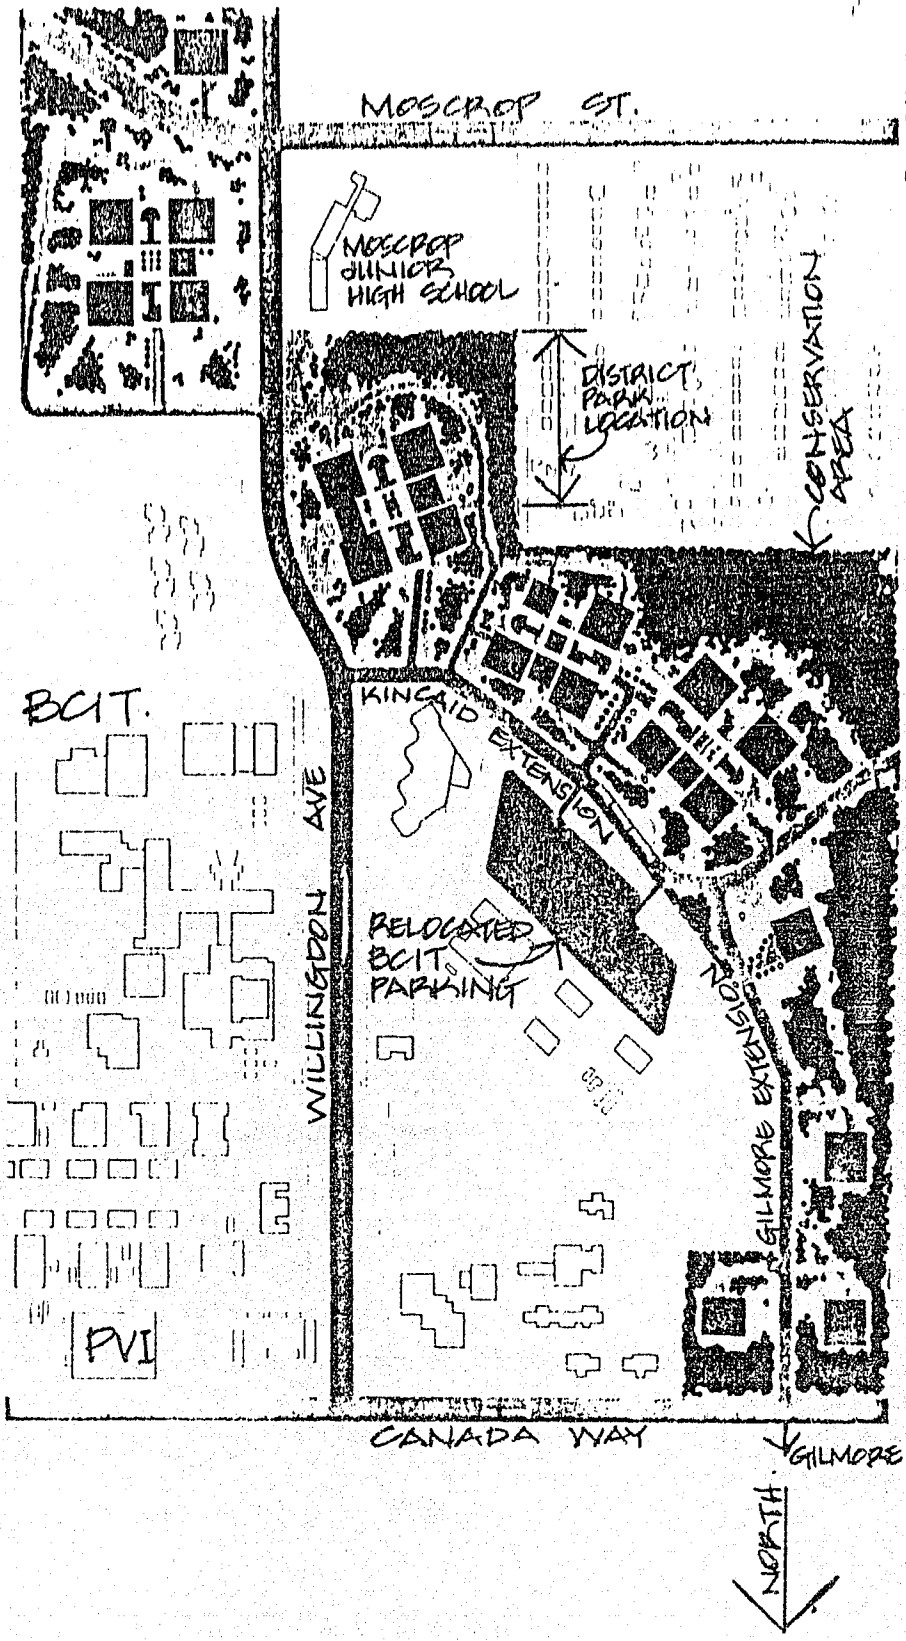 MOSCROP ST.
MOSCROP
JUNIOR
HIGH SCHOOL
DISTRICT
PARK
LOCATION
CONSERVATION
AREA
BCIT.
KINCAID
EXTENSION
WILLINGDON AVE
RELOCATED
BCIT
PARKING
GILMORE EXTENSION
PVI
CANADA WAY
GILMORE
NORTH